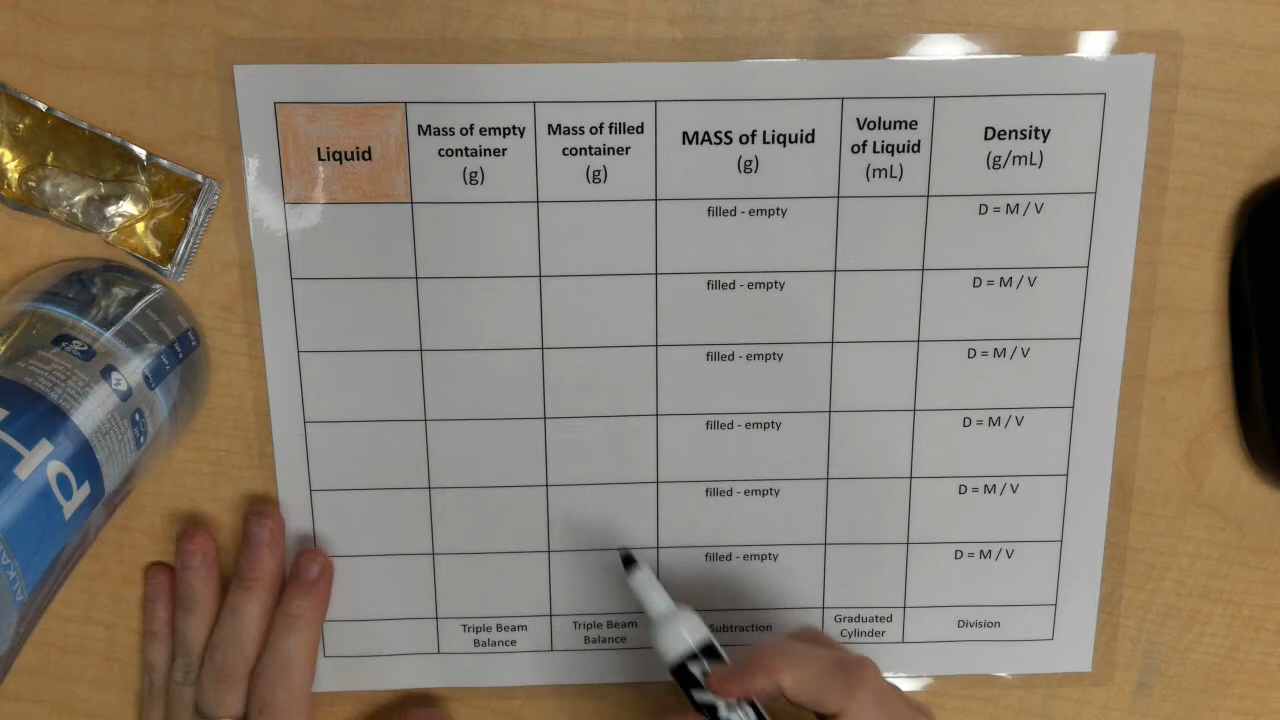 Liquid
Mass of empty
container
(g)
Mass of filled
container
(g)
MASS of Liquid
(g)
Volume
of Liquid
(mL)
Density
(g/mL)
filled - empty
D = M / V
filled - empty
D = M / V
filled - empty
D = M / V
filled - empty
D = M / V
filled - empty
D = M / V
filled - empty
D = M / V
Triple Beam
Balance
Triple Beam
Balance
Subtraction
Graduated
Cylinder
Division
pH
ALKA